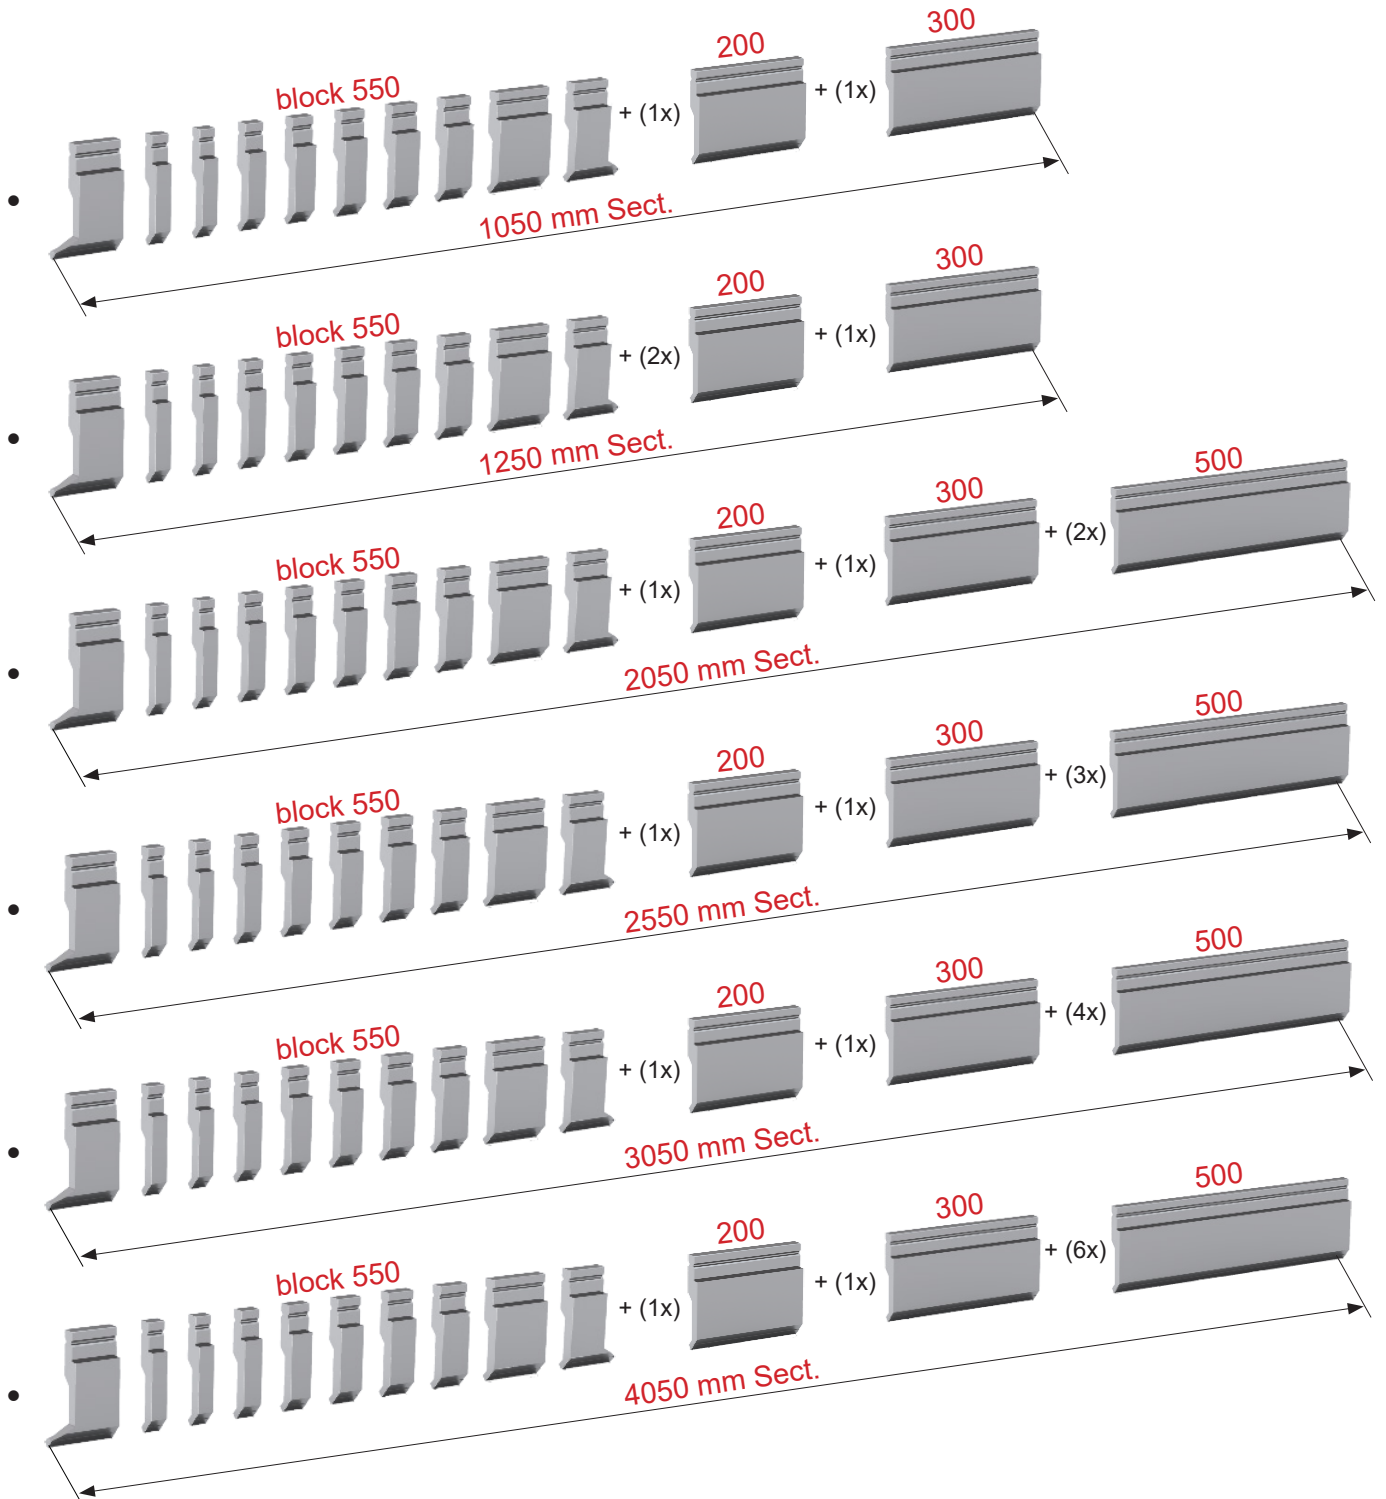 300
200
block 550
+ (1x)
+ (1x)
1050 mm Sect.
300
200
block 550
+ (2x)
+ (1x)
1250 mm Sect.
500
300
200
block 550
+ (1x)
+ (1x)
+ (2x)
2050 mm Sect.
500
300
200
block 550
+ (1x)
+ (1x)
+ (3x)
2550 mm Sect.
500
300
200
block 550
+ (1x)
+ (1x)
+ (4x)
3050 mm Sect.
500
300
200
block 550
+ (1x)
+ (1x)
+ (6x)
4050 mm Sect.